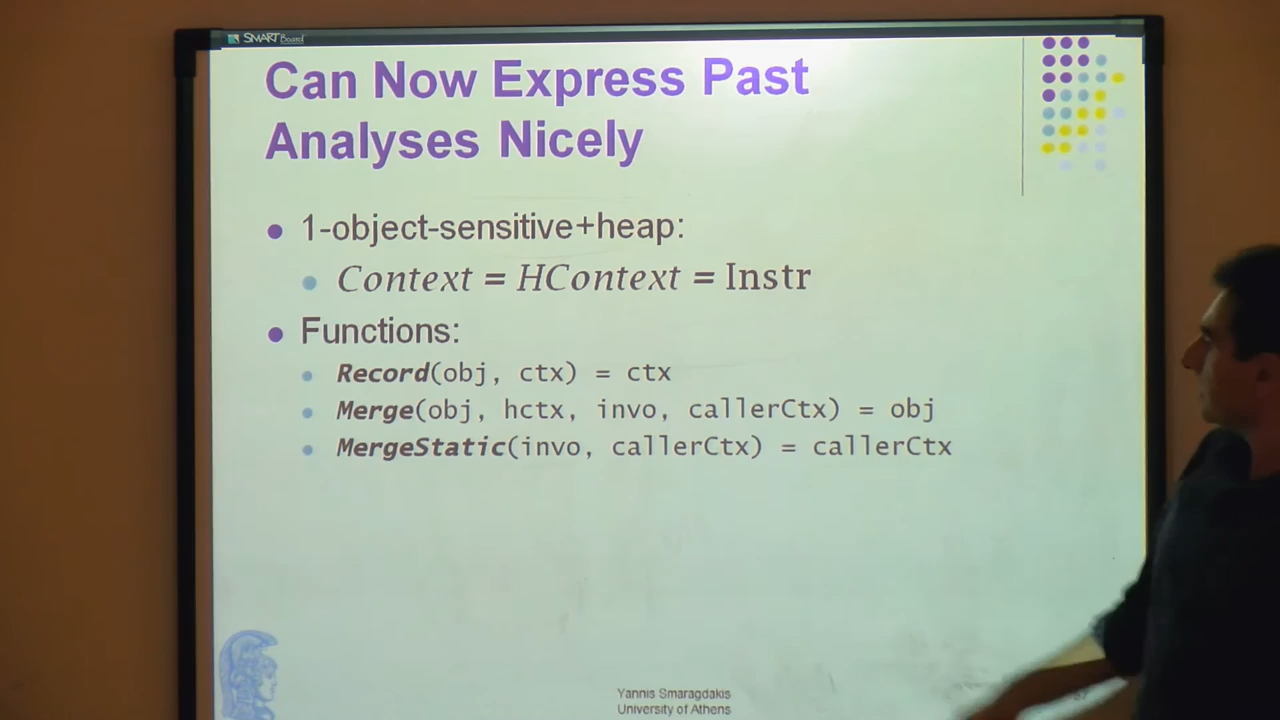 SMART Board
Can Now Express Past
Analyses Nicely
1-object-sensitive+heap:
Context = HContext = Instr
Functions:
Record(obj, ctx) = ctx
Merge(obj, hctx, invo, callerCtx) = obj
MergeStatic(invo, callerCtx) = callerCtx
Yannis Smaragdakis
University of Athens